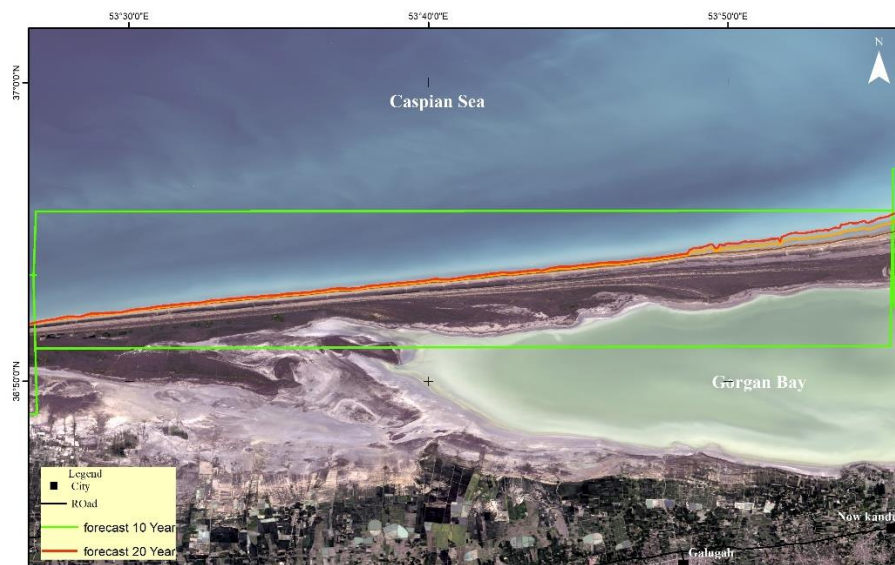 53°30'0"E
53°40'0"E
53°50'0"E
N
37°0'0"N
Caspian Sea
36°50'0"N
Gorgan Bay
Legend
City
ROad
forecast 10 Year
forecast 20 Year
Now kandi
Galugah